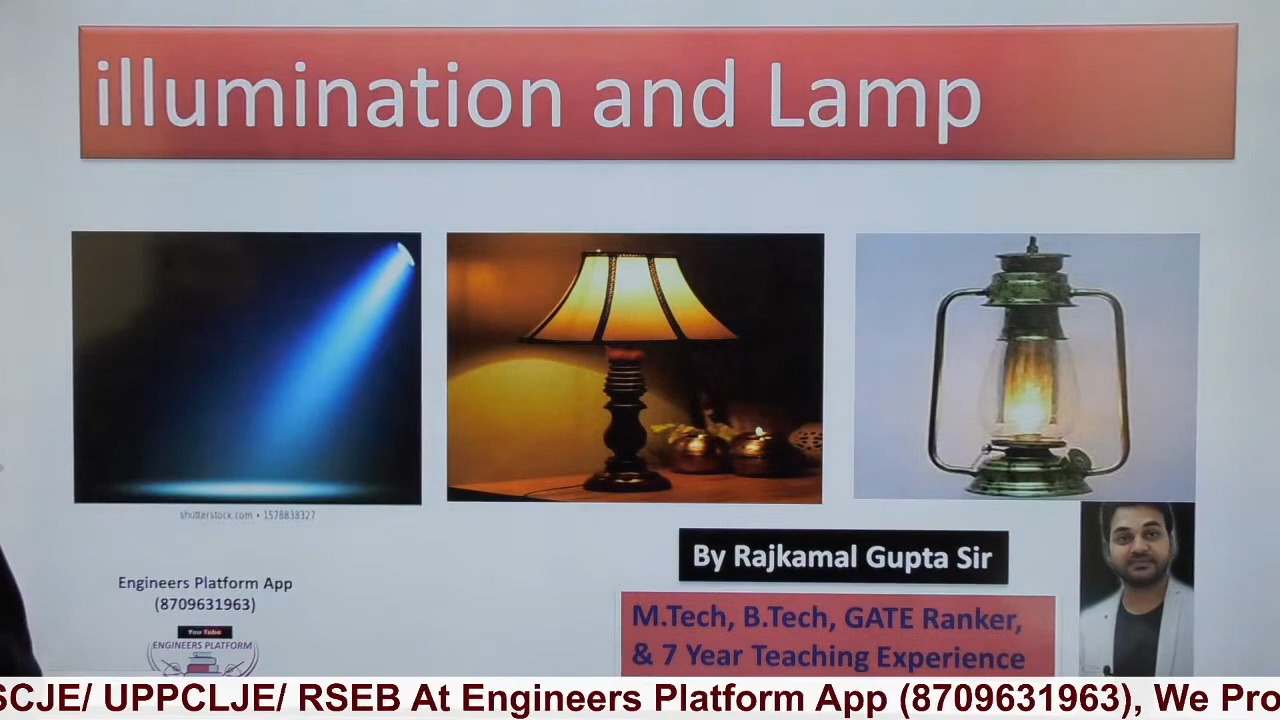 illumination and Lamp
shutterstock.com • 1578838327
By Rajkamal Gupta Sir
Engineers Platform App
(8709631963)
You Tube
ENGINEERS PLATFORM
M.Tech, B.Tech, GATE Ranker,
& 7 Year Teaching Experience
SCJE/ UPPCLJE/ RSEB At Engineers Platform App (8709631963), We Pro